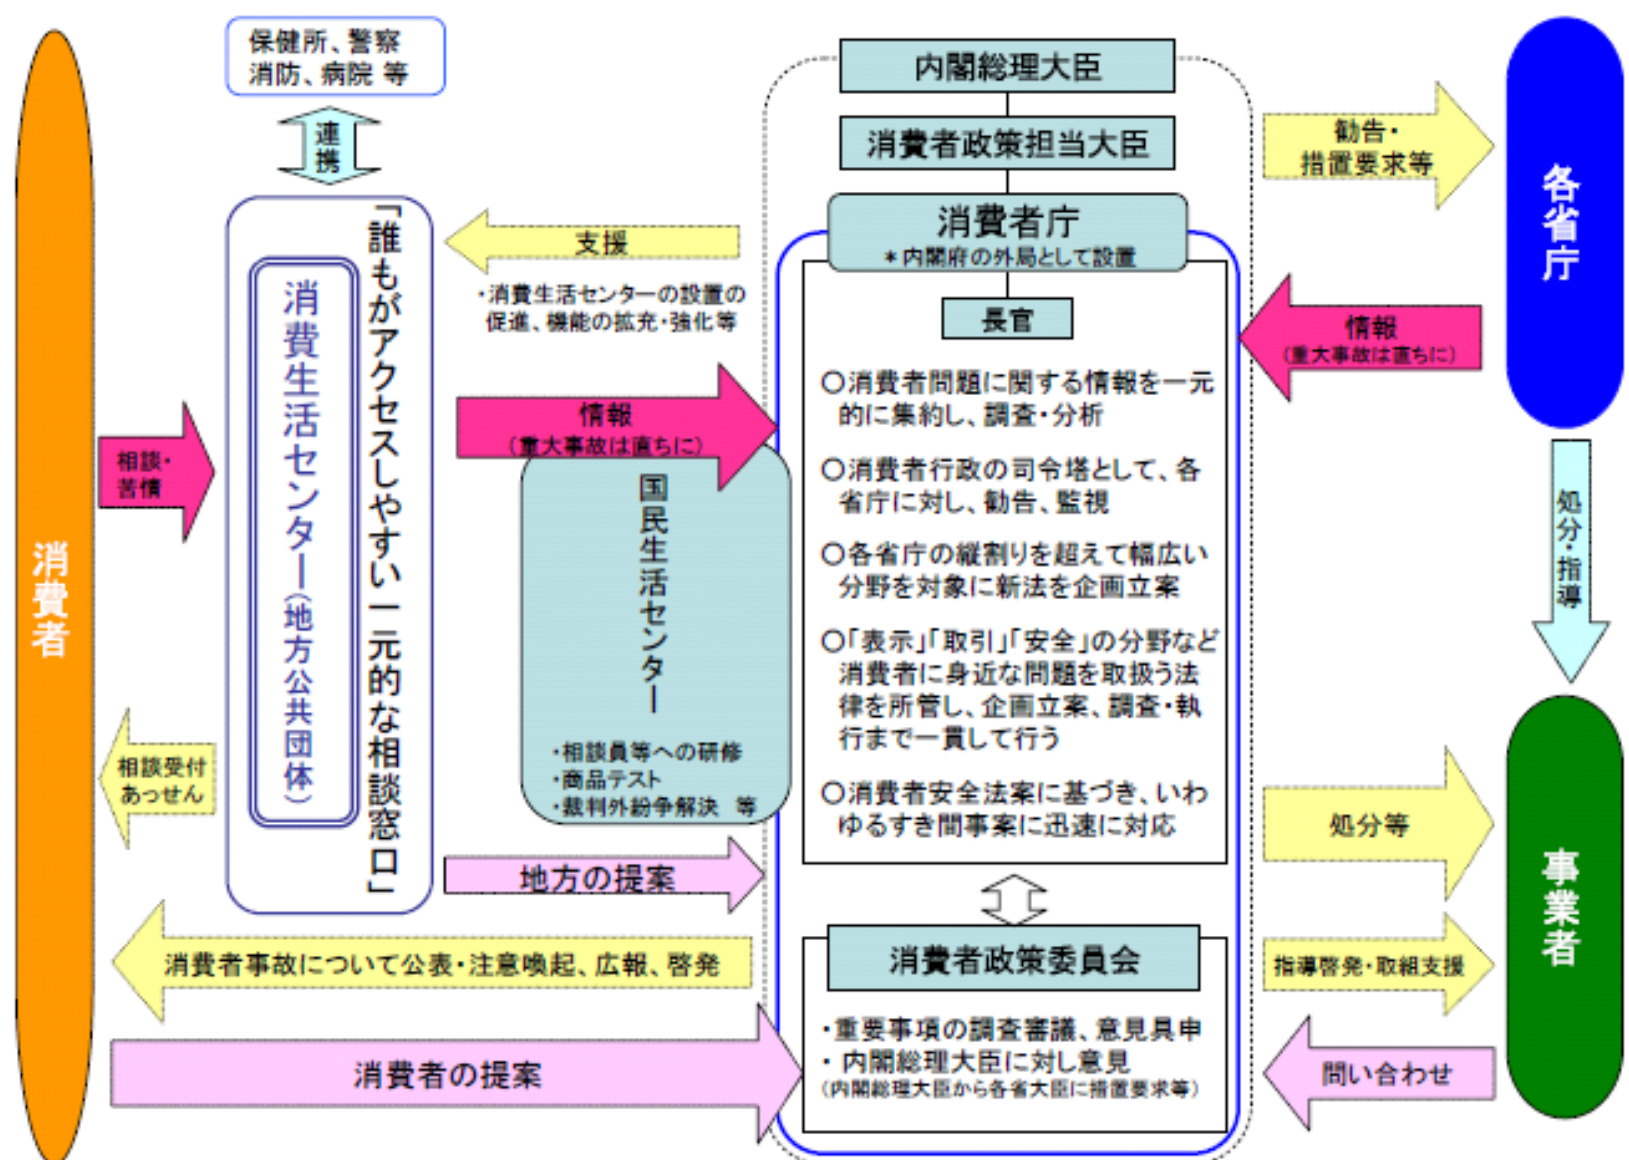 消費者
保健所、警察
消防、病院 等
連携
「誰もがアクセスしやすい一元的な相談窓口」
消費生活センター(地方公共団体)
相談・
苦情
相談受付
あっせん
支援
・消費生活センターの設置の
促進、機能の拡充・強化等
情報
(重大事故は直ちに)
国民生活センター
・相談員等への研修
・商品テスト
・裁判外紛争解決 等
地方の提案
消費者事故について公表・注意喚起、広報、啓発
消費者の提案
内閣総理大臣
消費者政策担当大臣
消費者庁
*内閣府の外局として設置
長官
〇消費者問題に関する情報を一元
的に集約し、調査・分析
〇消費者行政の司令塔として、各
省庁に対し、勧告、監視
〇各省庁の縦割りを超えて幅広い
分野を対象に新法を企画立案
〇「表示」「取引」「安全」の分野など
消費者に身近な問題を取扱う法
律を所管し、企画立案、調査・執
行まで一貫して行う
〇消費者安全法案に基づき、いわ
ゆるすき間事案に迅速に対応
消費者政策委員会
・重要事項の調査審議、意見具申
・内閣総理大臣に対し意見
(内閣総理大臣から各省大臣に措置要求等)
勧告・
措置要求等
各省庁
情報
(重大事故は直ちに)
処分・指導
処分等
指導啓発・取組支援
問い合わせ
事業者